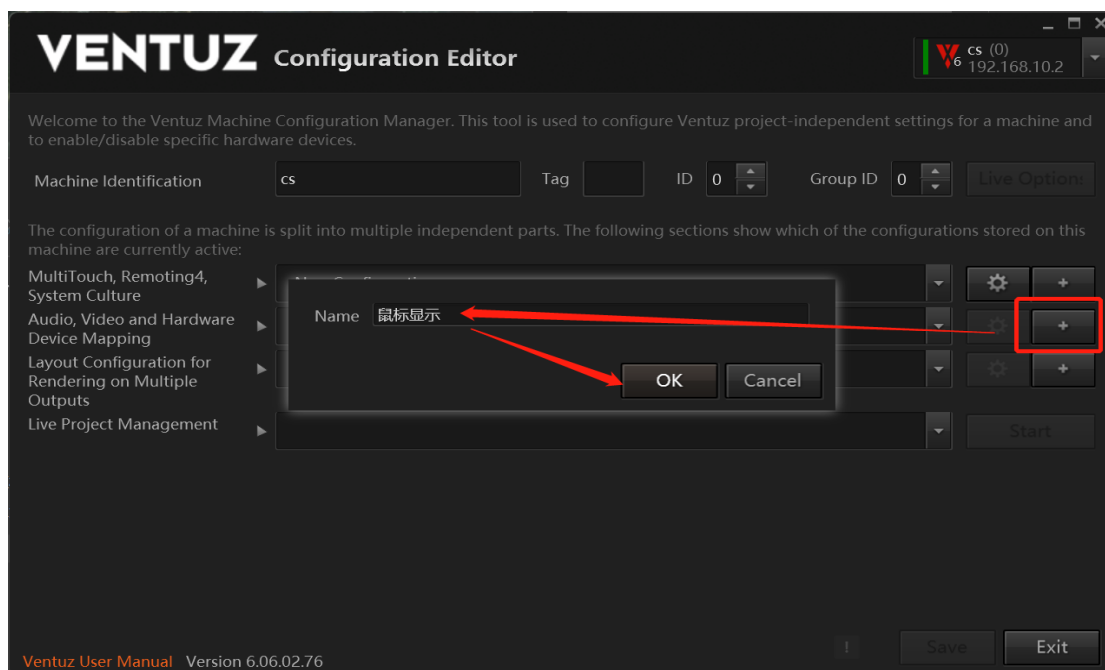 VENTUZ Configuration Editor
cs (0)
6 192.168.10.2
Welcome to the Ventuz Machine Configuration Manager. This tool is used to configure Ventuz project-independent settings for a machine and
to enable/disable specific hardware devices.
Machine Identification cs Tag ID 0 Group ID 0 Live Options
The configuration of a machine is split into multiple independent parts. The following sections show which of the configurations stored on this
machine are currently active:
MultiTouch, Remoting4,
System Culture
Audio, Video and Hardware
Device Mapping
Name 鼠标显示
Layout Configuration for
Rendering on Multiple
Outputs
OK Cancel
Live Project Management Start
Save Exit
Ventuz User Manual Version 6.06.02.76